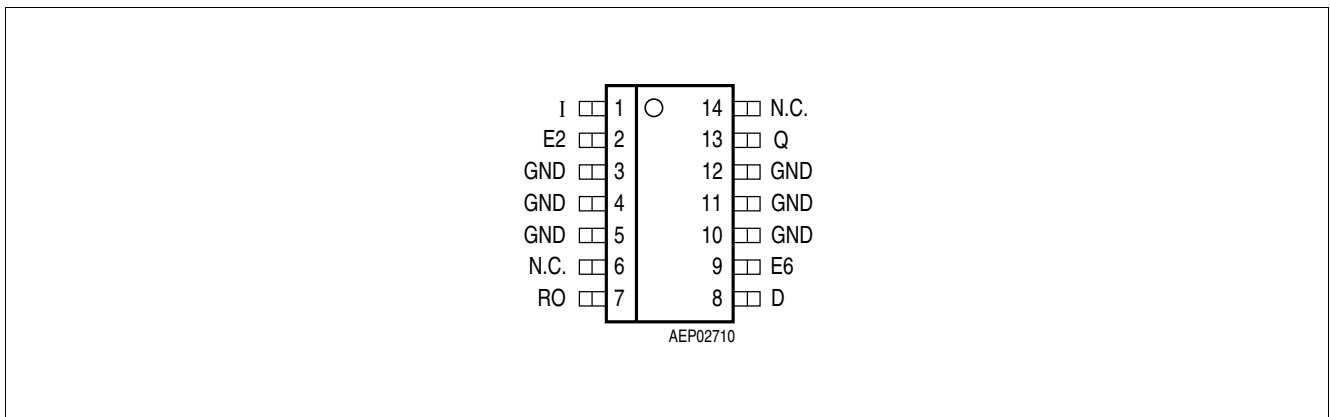 I 1 14 N.C.
E2 2 13 Q
GND 3 12 GND
GND 4 11 GND
GND 5 10 GND
N.C. 6 9 E6
RO 7 8 D
AEP02710